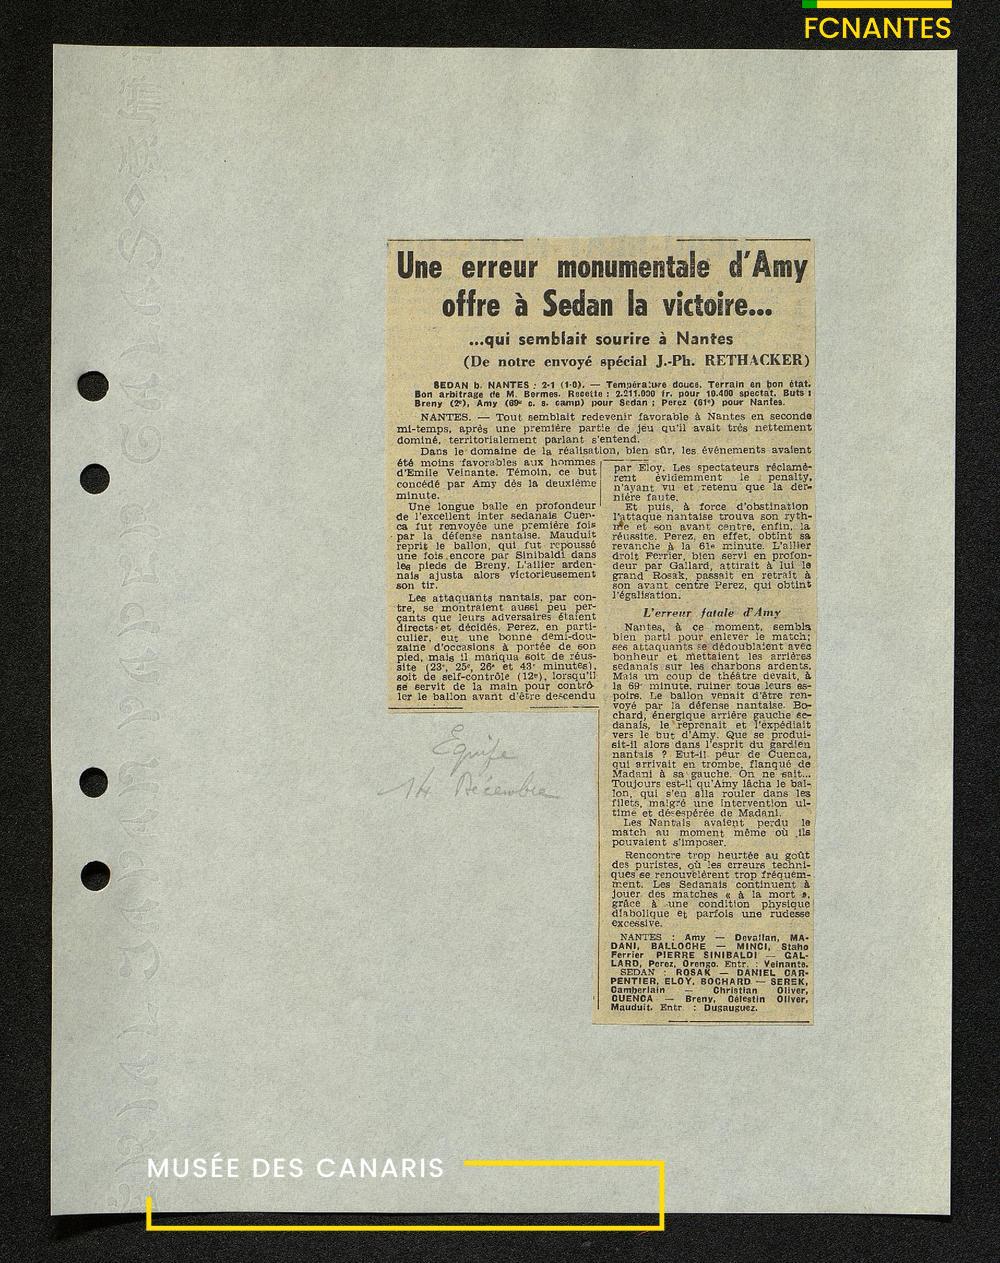 FCNANTES
Une erreur monumentale d'Amy
offre à Sedan la victoire...
...qui semblait sourire à Nantes
(De notre envoyé spécial J.-Ph. RETHACKER)
SEDAN b. NANTES : 2-1 (1-0). — Température douce. Terrain en bon état.
Bon arbitrage de M. Bermes. Recette : 2.211.000 fr. pour 10.400 spectat. Buts :
Breny (2e), Amy (69e c. s. camp) pour Sedan ; Perez (61e) pour Nantes.
NANTES. — Tout semblait redevenir favorable à Nantes en seconde
mi-temps, après une première partie de jeu qu'il avait très nettement
dominé, territorialement parlant s'entend.
Dans le domaine de la réalisation, bien sûr, les événements avaient
été moins favorables aux hommes
d'Emile Veinante. Témoin, ce but
concédé par Amy dès la deuxième
minute.
Une longue balle en profondeur
de l'excellent inter sedanais Cuen-
ca fut renvoyée une première fois
par la défense nantaise. Mauduit
reprit le ballon, qui fut repoussé
une fois encore par Sinibaldi dans
les pieds de Breny. L'ailier arden-
nais ajusta alors victorieusement
son tir.
Les attaquants nantais, par con-
tre, se montraient aussi peu per-
çants que leurs adversaires étaient
directs et décidés. Perez, en parti-
culier, eut une bonne demi-dou-
zaine d'occasions à portée de son
pied, mais il manqua soit de réus-
site (23e, 25e, 26e et 43e minutes),
soit de self-contrôle (12e), lorsqu'il
se servit de la main pour contrô-
ler le ballon avant d'être descendu
par Eloy. Les spectateurs réclamè-
rent évidemment le penalty,
n'ayant vu et retenu que la der-
nière faute.
Et puis, à force d'obstination
l'attaque nantaise trouva son ryth-
me et son avant centre, enfin, la
réussite. Perez, en effet, obtint sa
revanche à la 61e minute. L'ailier
droit Ferrier, bien servi en profon-
deur par Gallard, attirait à lui le
grand Rosak, passait en retrait à
son avant centre Perez, qui obtint
l'égalisation.
L'erreur fatale d'Amy
Nantes, à ce moment, sembla
bien parti pour enlever le match;
ses attaquants se dédoublaient avec
bonheur et mettaient les arrières
sedanais sur les charbons ardents.
Mais un coup de théâtre devait, à
la 69e minute, ruiner tous leurs es-
poirs. Le ballon venait d'être ren-
voyé par la défense nantaise. Bo-
chard, énergique arrière gauche se-
danais, le reprenait et l'expédiait
vers le but d'Amy. Que se produi-
sit-il alors dans l'esprit du gardien
nantais ? Eut-il peur de Cuenca,
qui arrivait en trombe, flanqué de
Madani à sa gauche. On ne sait...
Toujours est-il qu'Amy lâcha le bal-
lon, qui s'en alla rouler dans les
filets, malgré une intervention ul-
time et désespérée de Madani.
Les Nantais avaient perdu le
match au moment même où ils
pouvaient s'imposer.
Rencontre trop heurtée au goût
des puristes, où les erreurs techni-
ques se renouvelèrent trop fréquem-
ment. Les Sedanais continuent à
jouer des matches « à la mort »,
grâce à une condition physique
diabolique et parfois une rudesse
excessive.
NANTES : Amy — Devallan, MA-
DANI, BALLOCHE — MINCI, Staho
Ferrier PIERRE SINIBALDI — GAL-
LARD, Perez, Orengo. Entr. : Veinante.
SEDAN : ROSAK — DANIEL CAR-
PENTIER, ELOY, BOCHARD — SEREK,
Camberlain — Christian Oliver,
CUENCA — Breny, Célestin Oliver,
Mauduit. Entr : Dugauguez.
Equipe
14 Décembre
MUSÉE DES CANARIS